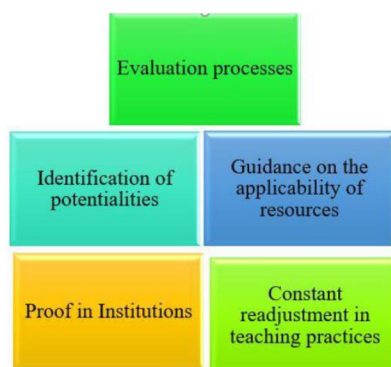 Evaluation processes
Identification of
potentialities
Guidance on the
applicability of
resources
Proof in Institutions
Constant
readjustment in
teaching practices